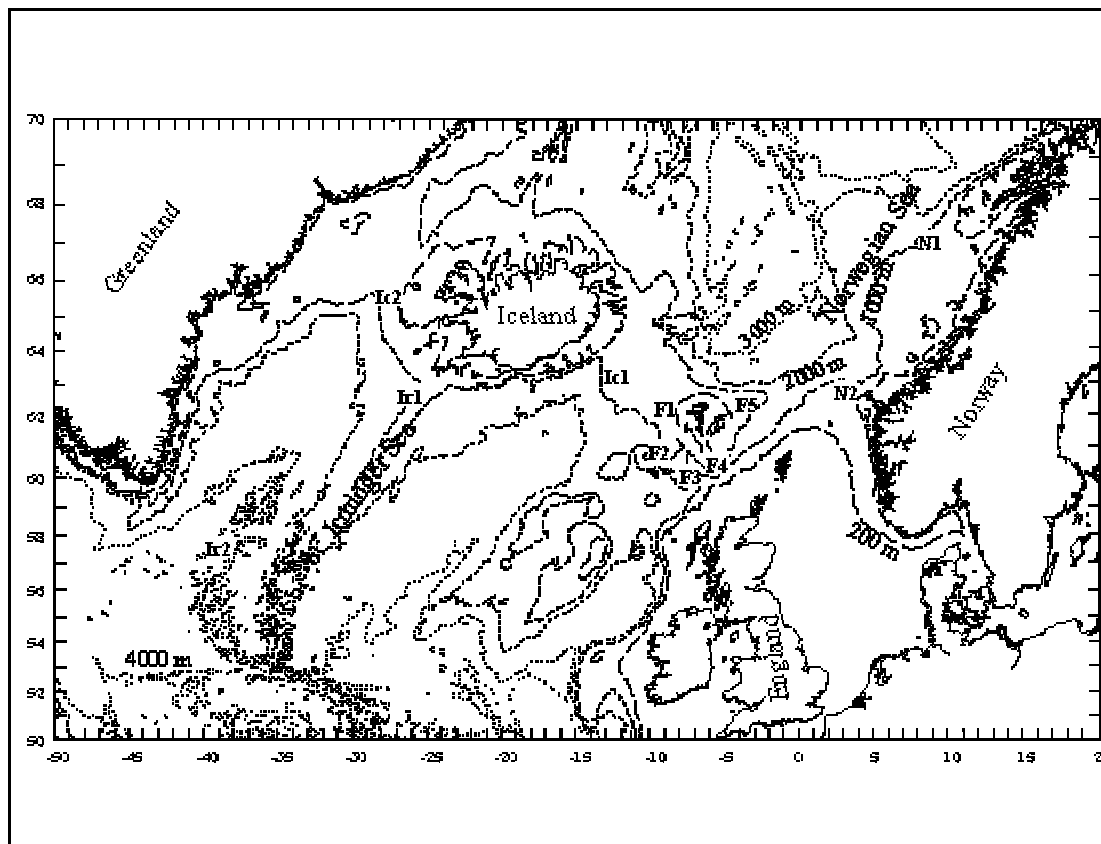 70
68
66
64
62
60
58
56
54
52
50
Greenland
Norwegian Sea
N1
Ic2
Iceland
1000 m
3000 m
2000 m
Ic1
Ir1
N2
F1
F5
Norway
F2
F4
F3
Irminger Sea
Ir2
200 m
England
4000 m
-50 -45 -40 -35 -30 -25 -20 -15 -10 -5 0 5 10 15